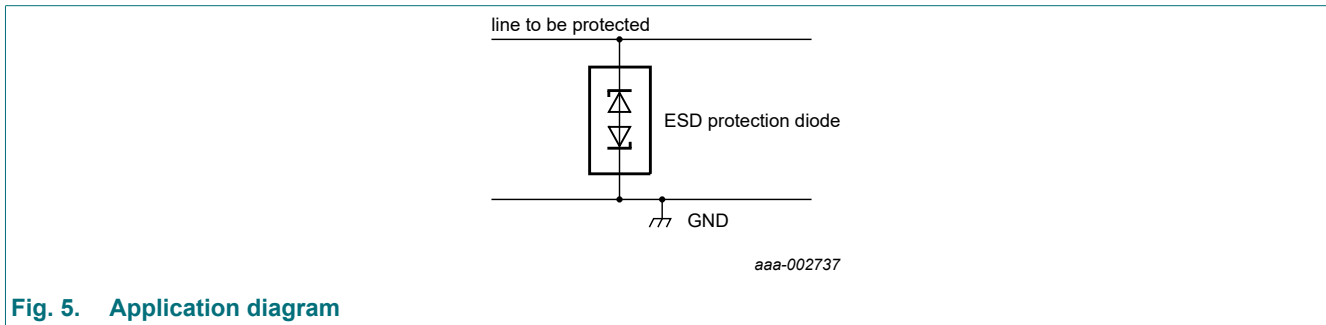 line to be protected
ESD protection diode
GND
aaa-002737
Fig. 5. Application diagram